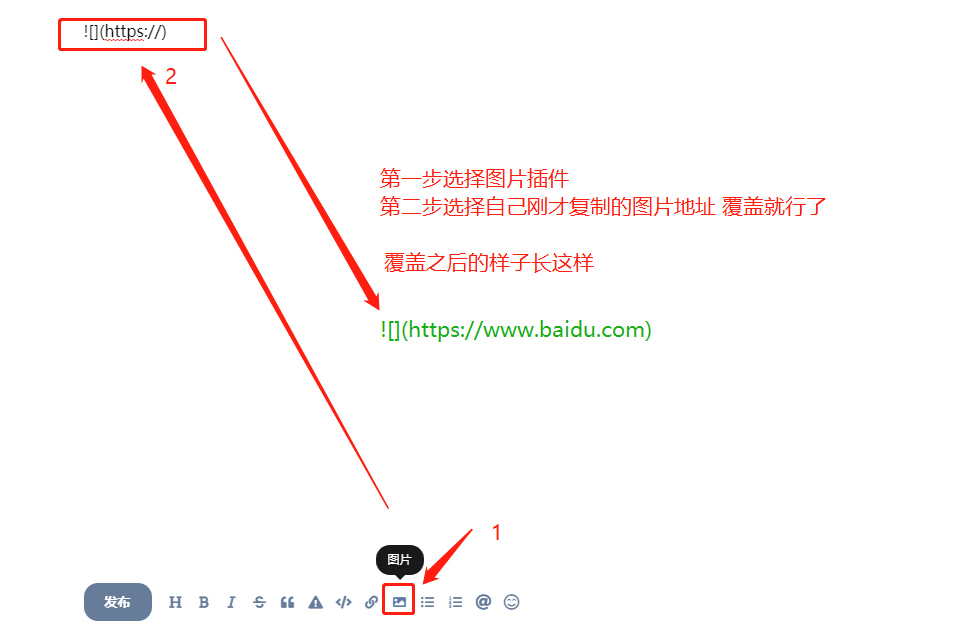 ![](https://)
2
第一步选择图片插件
第二步选择自己刚才复制的图片地址 覆盖就行了
覆盖之后的样子长这样
![](https://www.baidu.com)
1
图片
发布 H B I S “ </> @